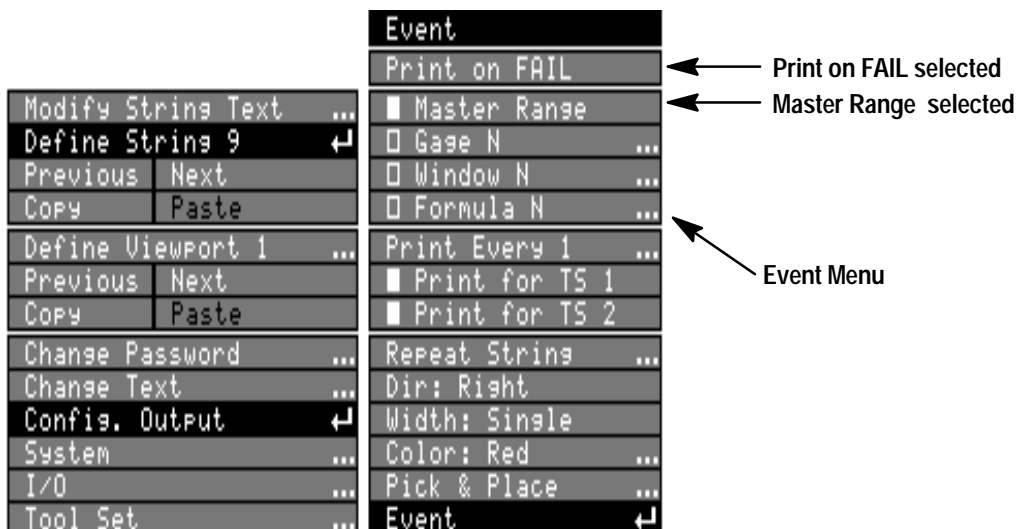 Event
Print on FAIL
Print on FAIL selected
Master Range
Master Range selected
Gage N ...
Window N ...
Formula N ...
Event Menu
Print Every 1 ...
Print for TS 1
Print for TS 2
Repeat String ...
Dir: Right
Width: Single
Color: Red ...
Pick & Place ...
Event ↵
Modify String Text ...
Define String 9 ↵
Previous Next
Copy Paste
Define Viewport 1 ...
Previous Next
Copy Paste
Change Password ...
Change Text ...
Config. Output ↵
System ...
I/O ...
Tool Set ...